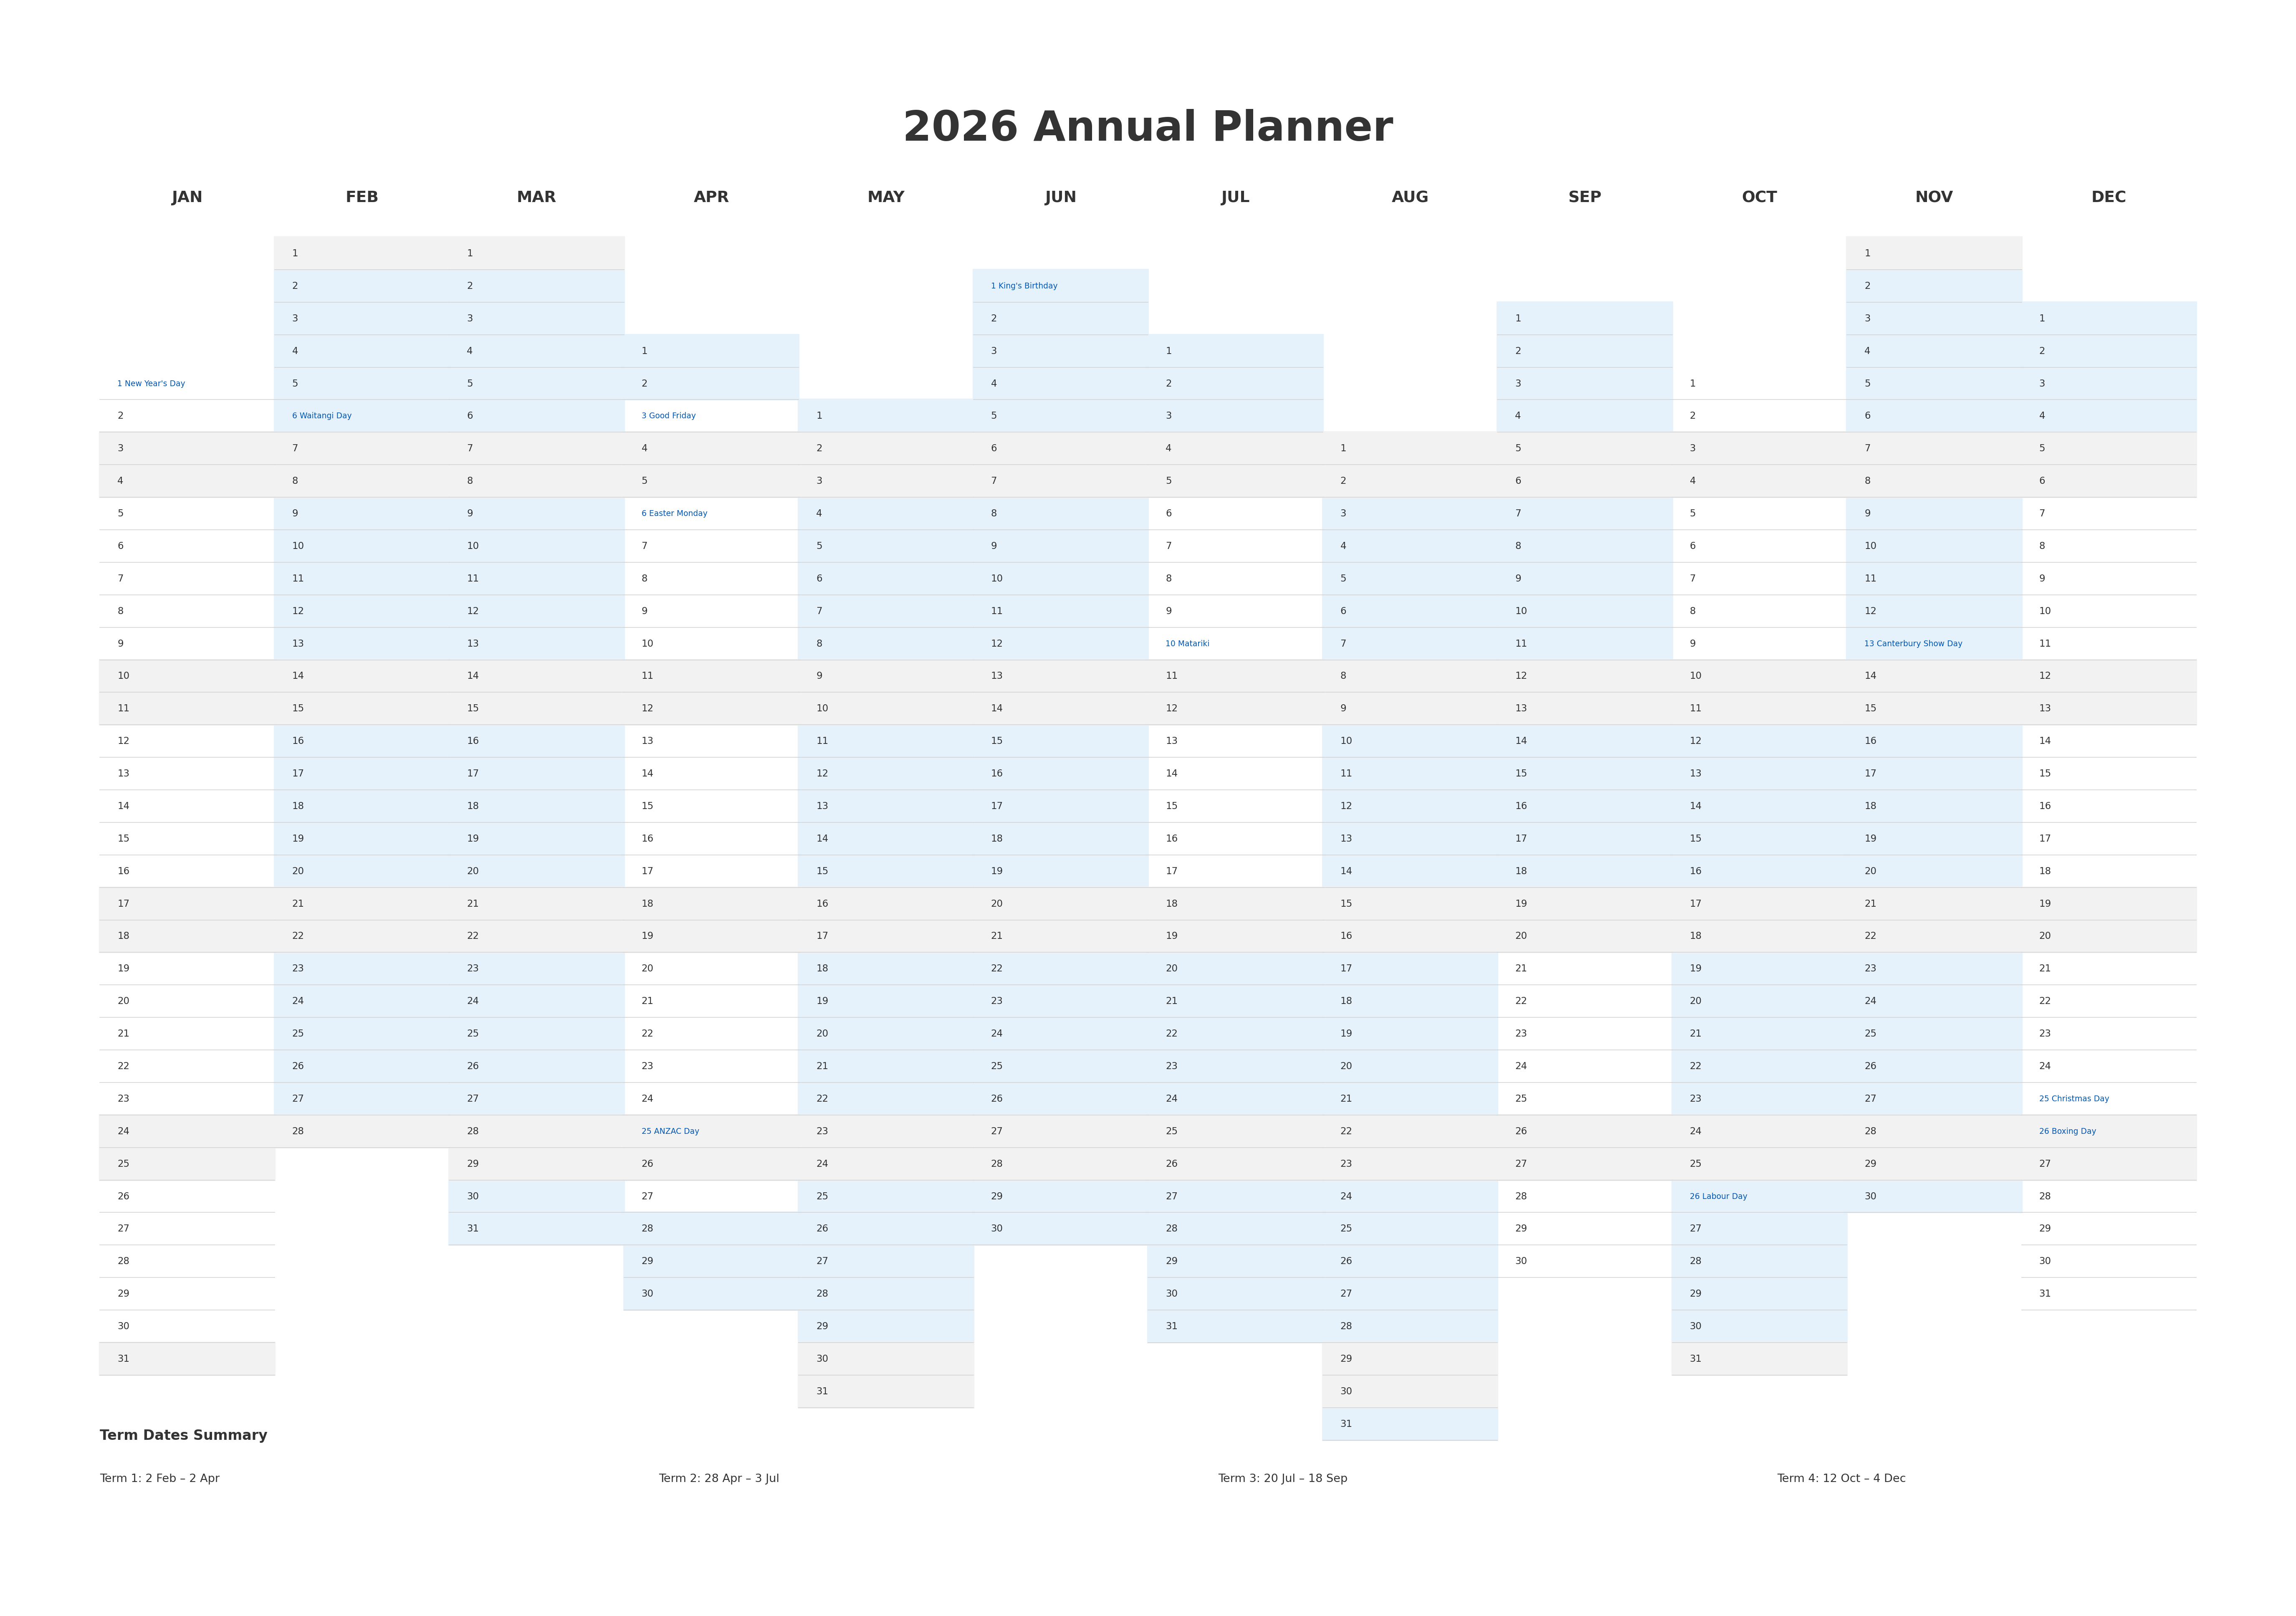 2026 Annual Planner
JAN FEB MAR APR MAY JUN JUL AUG SEP OCT NOV DEC
1 1 1
2 2 1 King's Birthday 2
3 3 2 1 3 1
4 4 1 3 1 2 4 2
1 New Year's Day 5 5 2 4 2 3 1 5 3
2 6 Waitangi Day 6 3 Good Friday 1 5 3 4 2 6 4
3 7 7 4 2 6 4 1 5 3 7 5
4 8 8 5 3 7 5 2 6 4 8 6
5 9 9 6 Easter Monday 4 8 6 3 7 5 9 7
6 10 10 7 5 9 7 4 8 6 10 8
7 11 11 8 6 10 8 5 9 7 11 9
8 12 12 9 7 11 9 6 10 8 12 10
9 13 13 10 8 12 10 Matariki 7 11 9 13 Canterbury Show Day 11
10 14 14 11 9 13 11 8 12 10 14 12
11 15 15 12 10 14 12 9 13 11 15 13
12 16 16 13 11 15 13 10 14 12 16 14
13 17 17 14 12 16 14 11 15 13 17 15
14 18 18 15 13 17 15 12 16 14 18 16
15 19 19 16 14 18 16 13 17 15 19 17
16 20 20 17 15 19 17 14 18 16 20 18
17 21 21 18 16 20 18 15 19 17 21 19
18 22 22 19 17 21 19 16 20 18 22 20
19 23 23 20 18 22 20 17 21 19 23 21
20 24 24 21 19 23 21 18 22 20 24 22
21 25 25 22 20 24 22 19 23 21 25 23
22 26 26 23 21 25 23 20 24 22 26 24
23 27 27 24 22 26 24 21 25 23 27 25 Christmas Day
24 28 28 25 ANZAC Day 23 27 25 22 26 24 28 26 Boxing Day
25 29 26 24 28 26 23 27 25 29 27
26 30 27 25 29 27 24 28 26 Labour Day 30 28
27 31 28 26 30 28 25 29 27 29
28 29 27 29 26 30 28 30
29 30 28 30 27 29 31
30 29 31 28 30
31 30 29 31
31 30
31
Term Dates Summary
Term 1: 2 Feb – 2 Apr Term 2: 28 Apr – 3 Jul Term 3: 20 Jul – 18 Sep Term 4: 12 Oct – 4 Dec